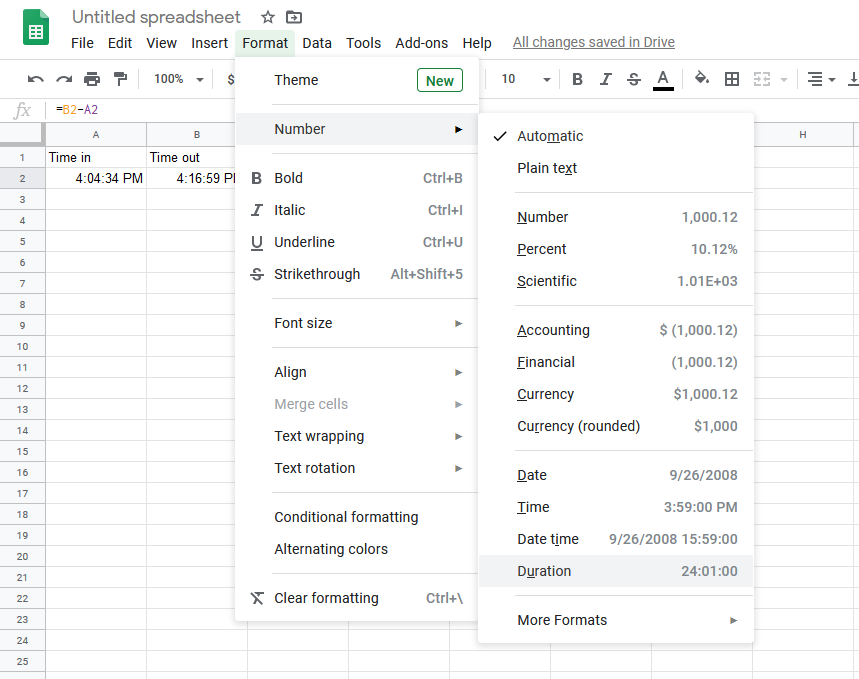 Untitled spreadsheet
File Edit View Insert Format Data Tools Add-ons Help All changes saved in Drive
100% $ 10 B I S A
fx =B2-A2
A B H
1 Time in Time out
2 4:04:34 PM 4:16:59 P
3
4
5
6
7
8
9
10
11
12
13
14
15
16
17
18
19
20
21
22
23
24
25
Theme New
Number
B Bold Ctrl+B
I Italic Ctrl+I
U Underline Ctrl+U
S Strikethrough Alt+Shift+5
Font size
Align
Merge cells
Text wrapping
Text rotation
Conditional formatting
Alternating colors
Clear formatting Ctrl+\
Automatic
Plain text
Number 1,000.12
Percent 10.12%
Scientific 1.01E+03
Accounting $ (1,000.12)
Financial (1,000.12)
Currency $1,000.12
Currency (rounded) $1,000
Date 9/26/2008
Time 3:59:00 PM
Date time 9/26/2008 15:59:00
Duration 24:01:00
More Formats